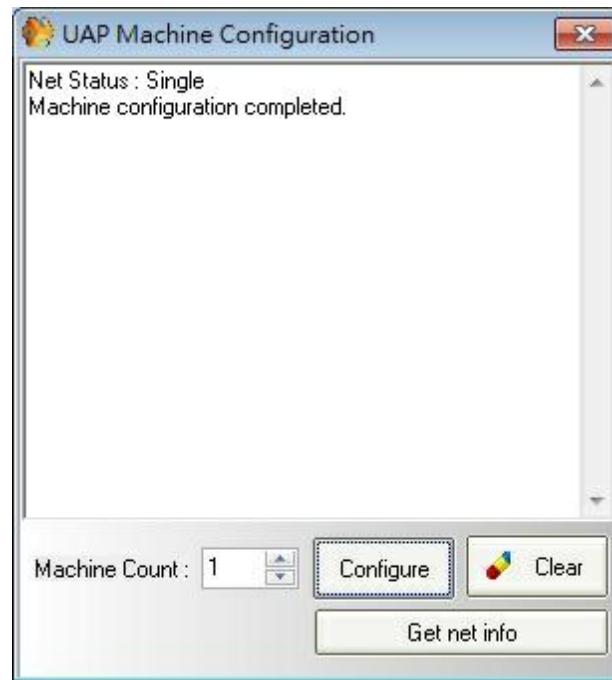 UAP Machine Configuration
Net Status : Single
Machine configuration completed.
Machine Count : 1 Configure Clear
Get net info